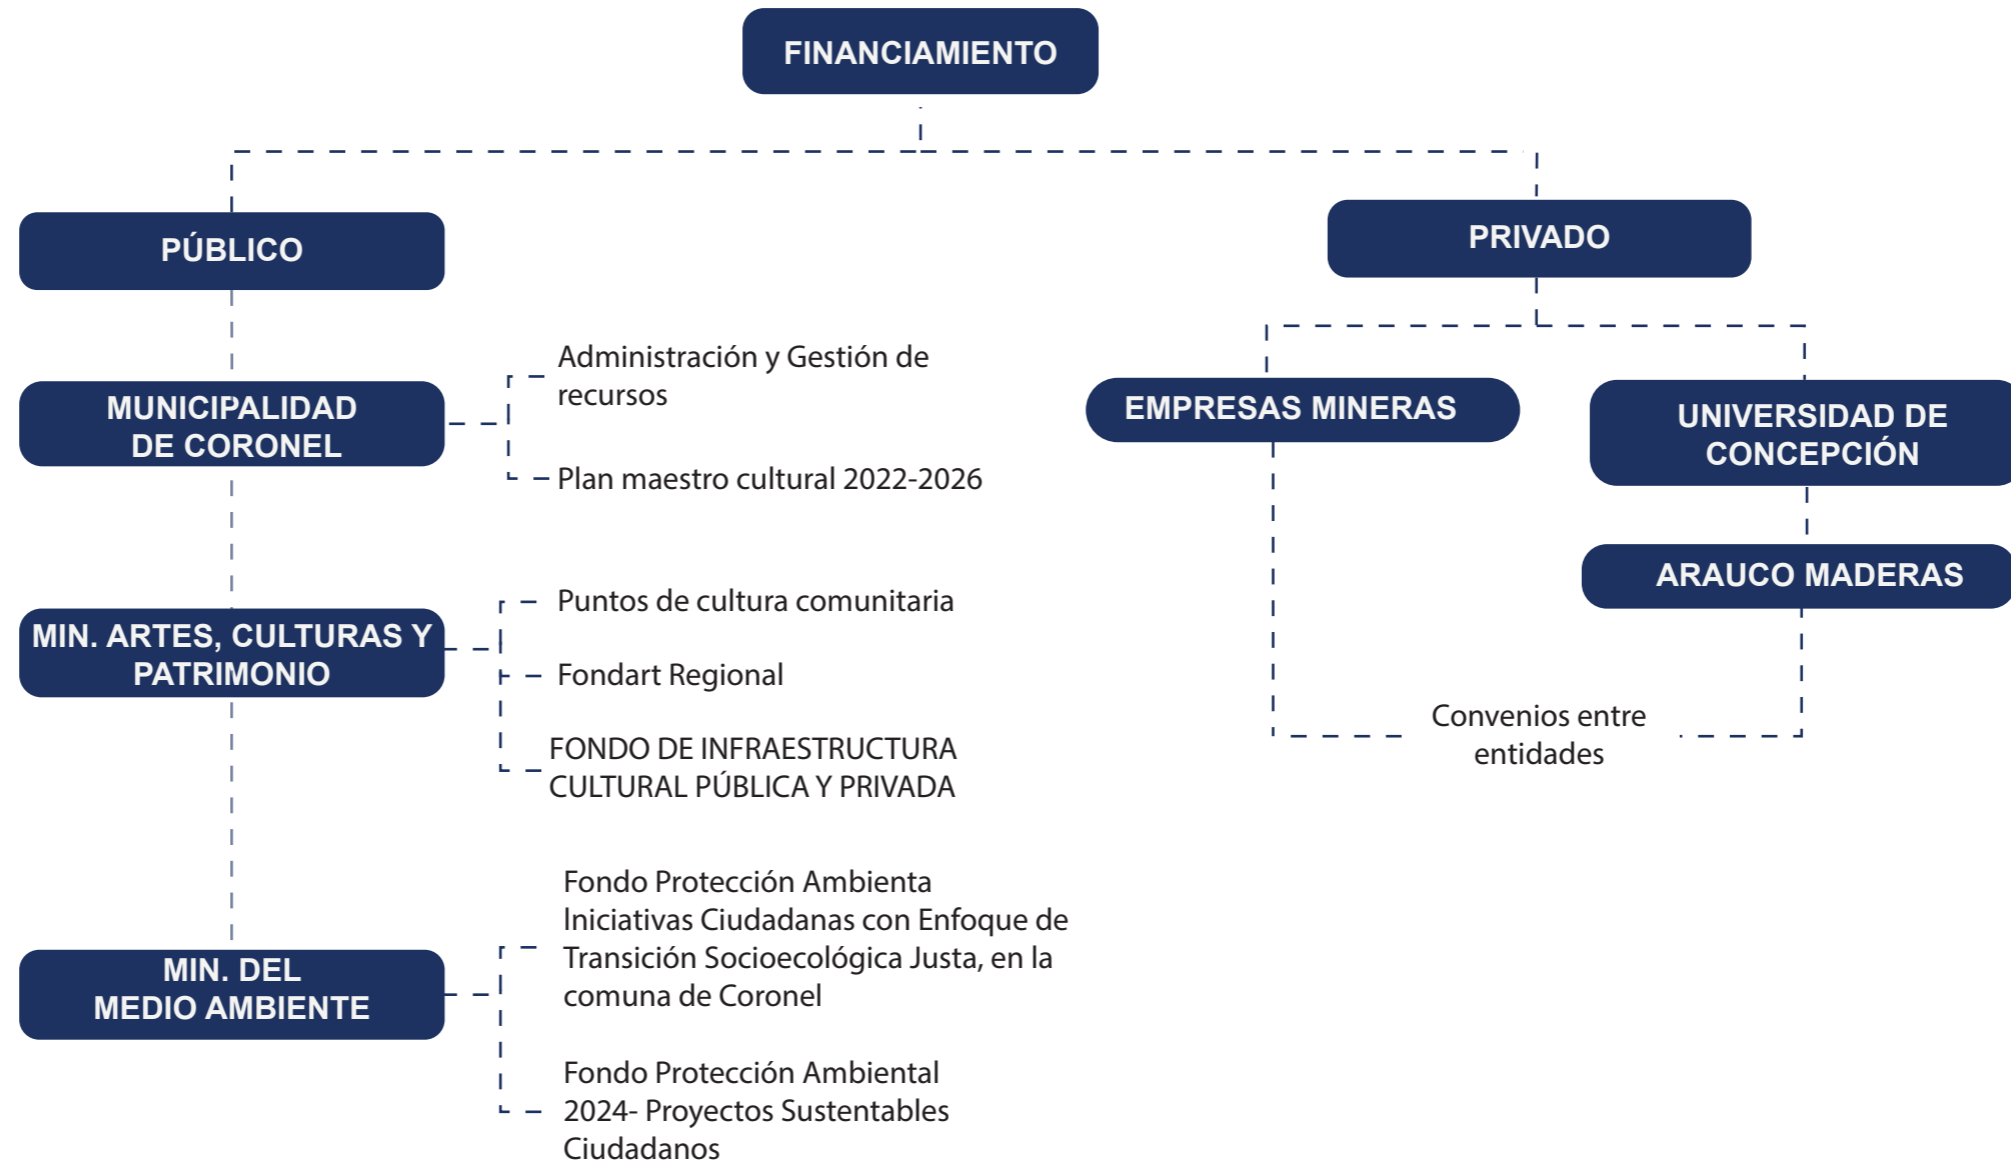 FINANCIAMIENTO
PÚBLICO
PRIVADO
MUNICIPALIDAD
DE CORONEL
Administración y Gestión de
recursos
Plan maestro cultural 2022-2026
MIN. ARTES, CULTURAS Y
PATRIMONIO
Puntos de cultura comunitaria
Fondart Regional
FONDO DE INFRAESTRUCTURA
CULTURAL PÚBLICA Y PRIVADA
MIN. DEL
MEDIO AMBIENTE
Fondo Protección Ambienta
Iniciativas Ciudadanas con Enfoque de
Transición Socioecológica Justa, en la
comuna de Coronel
Fondo Protección Ambiental
2024- Proyectos Sustentables
Ciudadanos
EMPRESAS MINERAS
UNIVERSIDAD DE
CONCEPCIÓN
ARAUCO MADERAS
Convenios entre
entidades